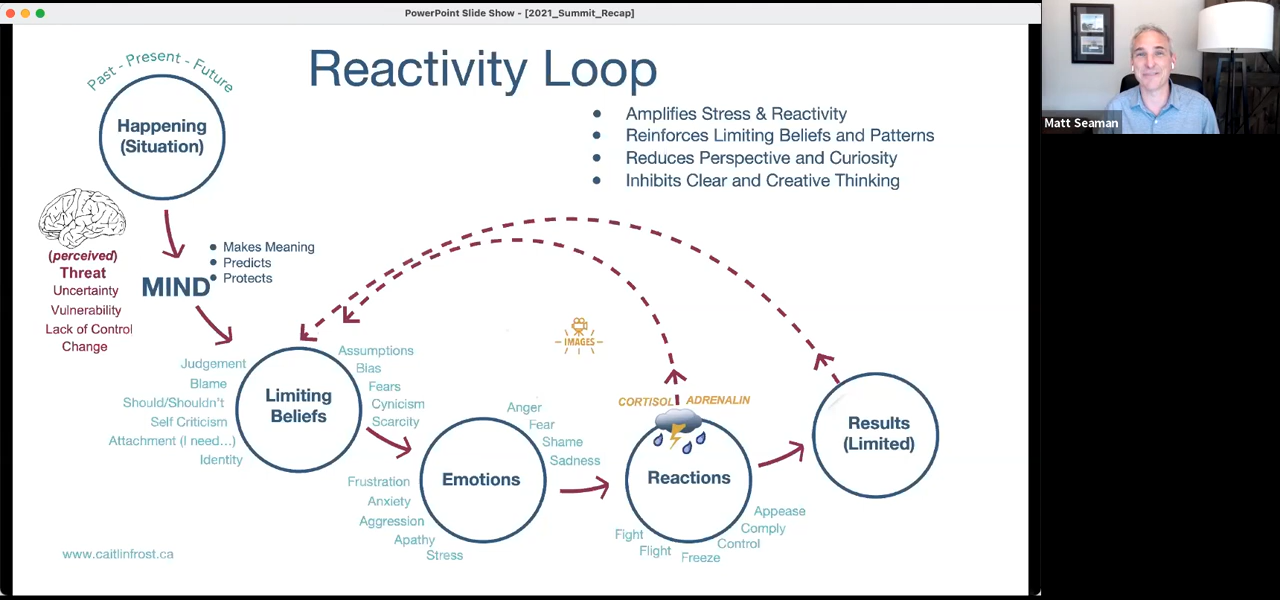 PowerPoint Slide Show - [2021_Summit_Recap]
Matt Seaman
Reactivity Loop
Amplifies Stress & Reactivity
Reinforces Limiting Beliefs and Patterns
Reduces Perspective and Curiosity
Inhibits Clear and Creative Thinking
Past - Present - Future
Happening
(Situation)
(perceived)
Threat
Uncertainty
Vulnerability
Lack of Control
Change
MIND
Makes Meaning
Predicts
Protects
Judgement
Blame
Should/Shouldn't
Self Criticism
Attachment (I need...)
Identity
Limiting
Beliefs
Assumptions
Bias
Fears
Cynicism
Scarcity
Frustration
Anxiety
Aggression
Apathy
Stress
Emotions
Anger
Fear
Shame
Sadness
IMAGES
CORTISOL
ADRENALIN
Reactions
Fight
Flight
Freeze
Control
Comply
Appease
Results
(Limited)
www.caitlinfrost.ca